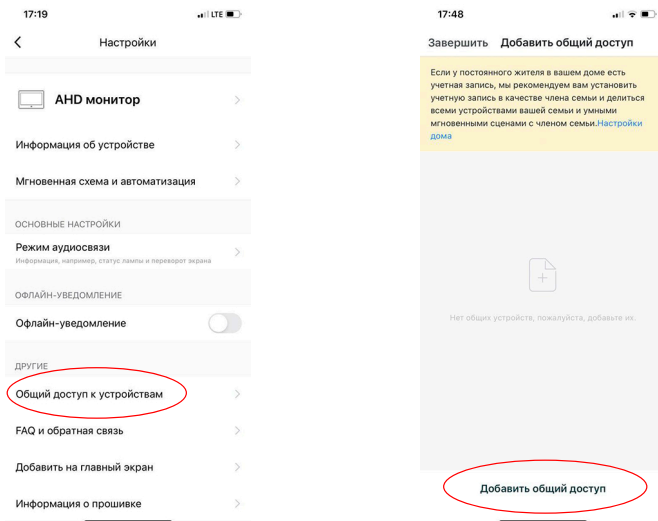 17:19
LTE
Настройки
AHD монитор
Информация об устройстве
Мгновенная схема и автоматизация
ОСНОВНЫЕ НАСТРОЙКИ
Режим аудиосвязи
Информация, например, статус лампы и переворот экрана
ОФЛАЙН-УВЕДОМЛЕНИЕ
Офлайн-уведомление
ДРУГИЕ
Общий доступ к устройствам
FAQ и обратная связь
Добавить на главный экран
Информация о прошивке
17:48
Завершить Добавить общий доступ
Если у постоянного жителя в вашем доме есть
учетная запись, мы рекомендуем вам установить
учетную запись в качестве члена семьи и делиться
всеми устройствами вашей семьи и умными
мгновенными сценами с членом семьи.Настройки
дома
Нет общих устройств, пожалуйста, добавьте их.
Добавить общий доступ